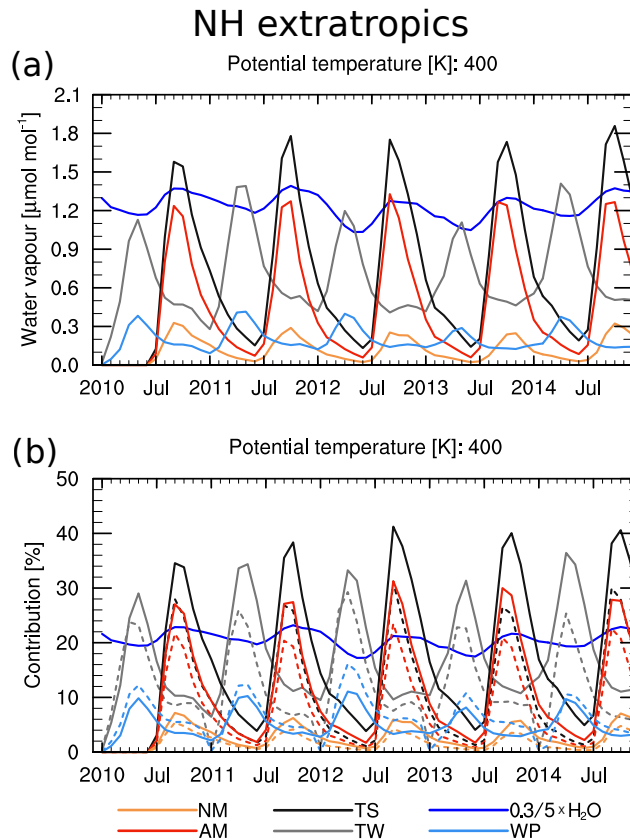 NH extratropics
(a)
Potential temperature [K]: 400
Water vapour [µmol mol⁻¹]
2.1
1.8
1.5
1.2
0.9
0.6
0.3
0.0
2010 Jul 2011 Jul 2012 Jul 2013 Jul 2014 Jul
(b)
Potential temperature [K]: 400
Contribution [%]
50
40
30
20
10
0
2010 Jul 2011 Jul 2012 Jul 2013 Jul 2014 Jul
NM TS 0.3/5 × H₂O
AM TW WP